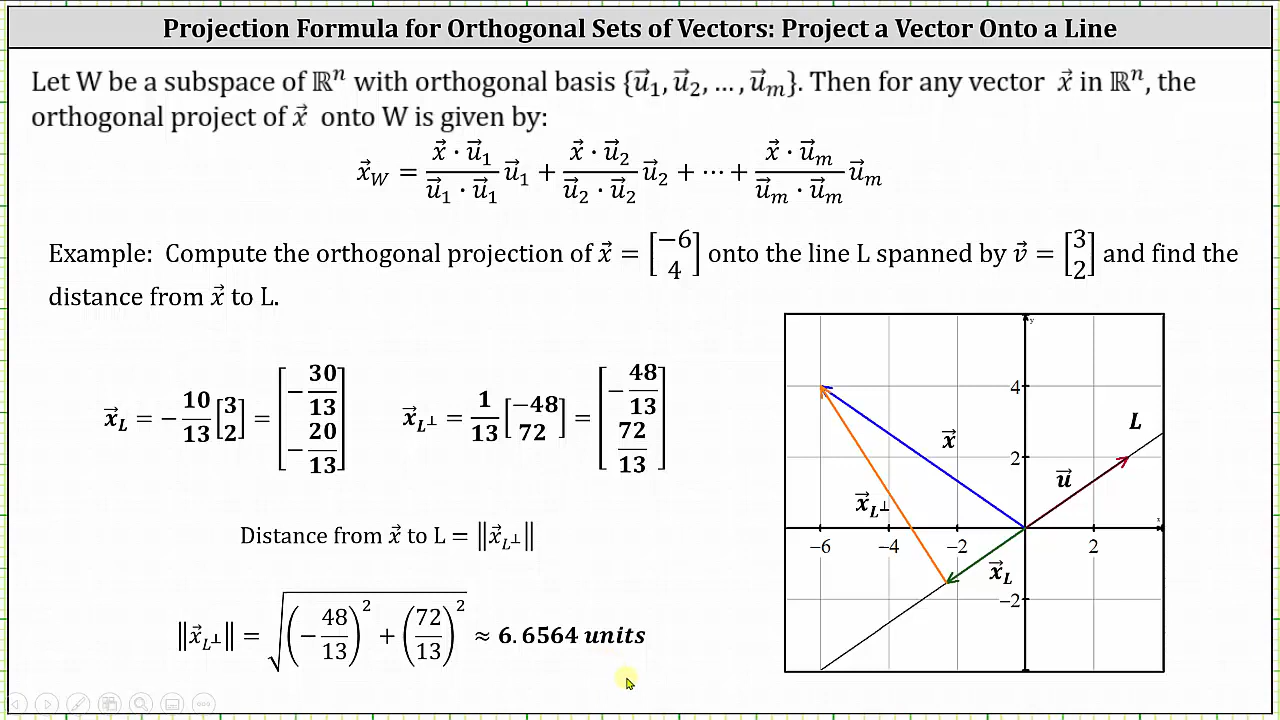 Projection Formula for Orthogonal Sets of Vectors: Project a Vector Onto a Line
Let W be a subspace of ℝⁿ with orthogonal basis {u⃗₁, u⃗₂, …, u⃗ₘ}. Then for any vector x⃗ in ℝⁿ, the
orthogonal project of x⃗ onto W is given by:
x⃗_W = (x⃗ · u⃗₁)/(u⃗₁ · u⃗₁) u⃗₁ + (x⃗ · u⃗₂)/(u⃗₂ · u⃗₂) u⃗₂ + ⋯ + (x⃗ · u⃗ₘ)/(u⃗ₘ · u⃗ₘ) u⃗ₘ
Example: Compute the orthogonal projection of x⃗ = [−6 4] onto the line L spanned by v⃗ = [3 2] and find the
distance from x⃗ to L.
x⃗_L = −10/13 [3 2] = [−30/13 −20/13]
x⃗_L⊥ = 1/13 [−48 72] = [−48/13 72/13]
Distance from x⃗ to L = ‖x⃗_L⊥‖
‖x⃗_L⊥‖ = √((−48/13)² + (72/13)²) ≈ 6.6564 units
y
4
L
x⃗
2
u⃗
x⃗_L⊥
x
−6 −4 −2 2
x⃗_L
−2